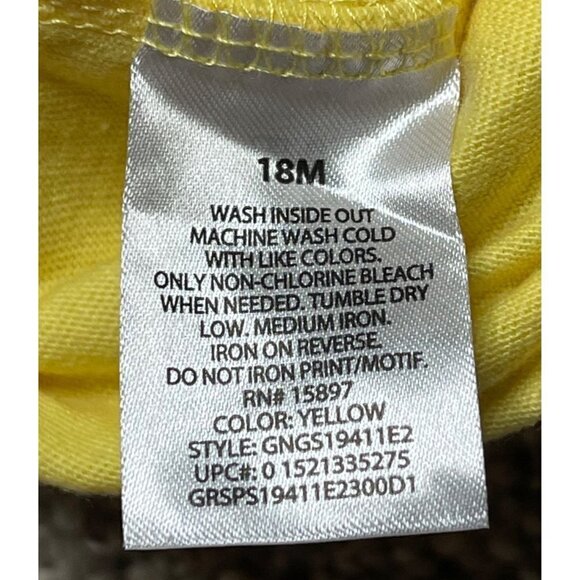 18M
WASH INSIDE OUT
MACHINE WASH COLD
WITH LIKE COLORS.
ONLY NON-CHLORINE BLEACH
WHEN NEEDED. TUMBLE DRY
LOW. MEDIUM IRON.
IRON ON REVERSE.
DO NOT IRON PRINT/MOTIF.
RN# 15897
COLOR: YELLOW
STYLE: GNGS19411E2
UPC#: 0 1521335275
GRSPS19411E2300D1